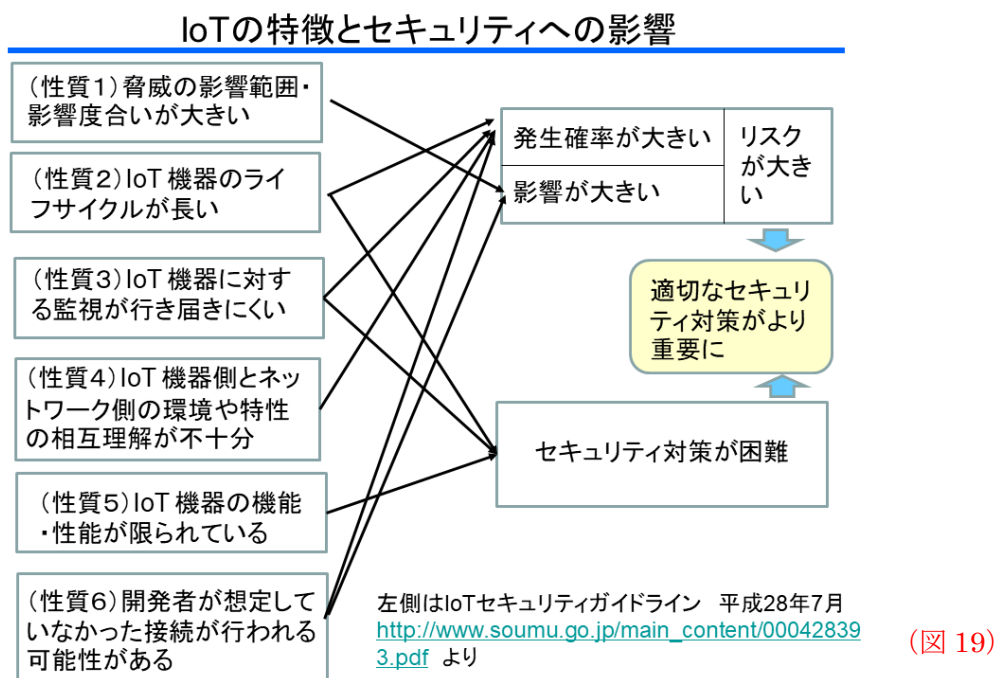 IoTの特徴とセキュリティへの影響
（性質１）脅威の影響範囲・
影響度合いが大きい
（性質２）IoT 機器のライ
フサイクルが長い
（性質３）IoT 機器に対す
る監視が行き届きにくい
（性質４）IoT 機器側とネッ
トワーク側の環境や特性
の相互理解が不十分
（性質５）IoT 機器の機能
・性能が限られている
（性質６）開発者が想定して
いなかった接続が行われる
可能性がある
発生確率が大きい
影響が大きい
リスク
が大き
い
適切なセキュリ
ティ対策がより
重要に
セキュリティ対策が困難
左側はIoTセキュリティガイドライン　平成28年7月
http://www.soumu.go.jp/main_content/00042839
3.pdf より
（図 19）